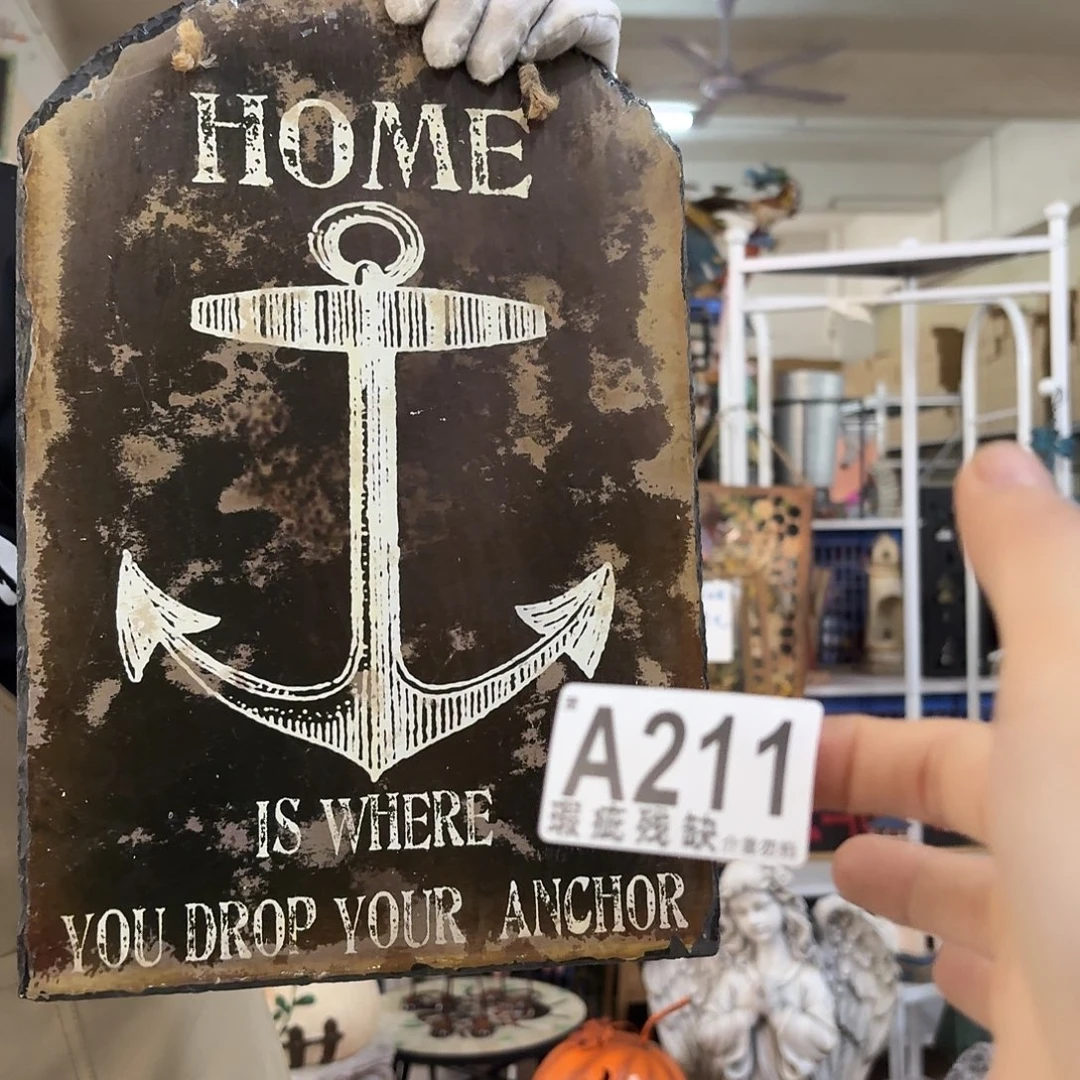 HOME
IS WHERE
YOU DROP YOUR ANCHOR
A211
瑕疵残缺